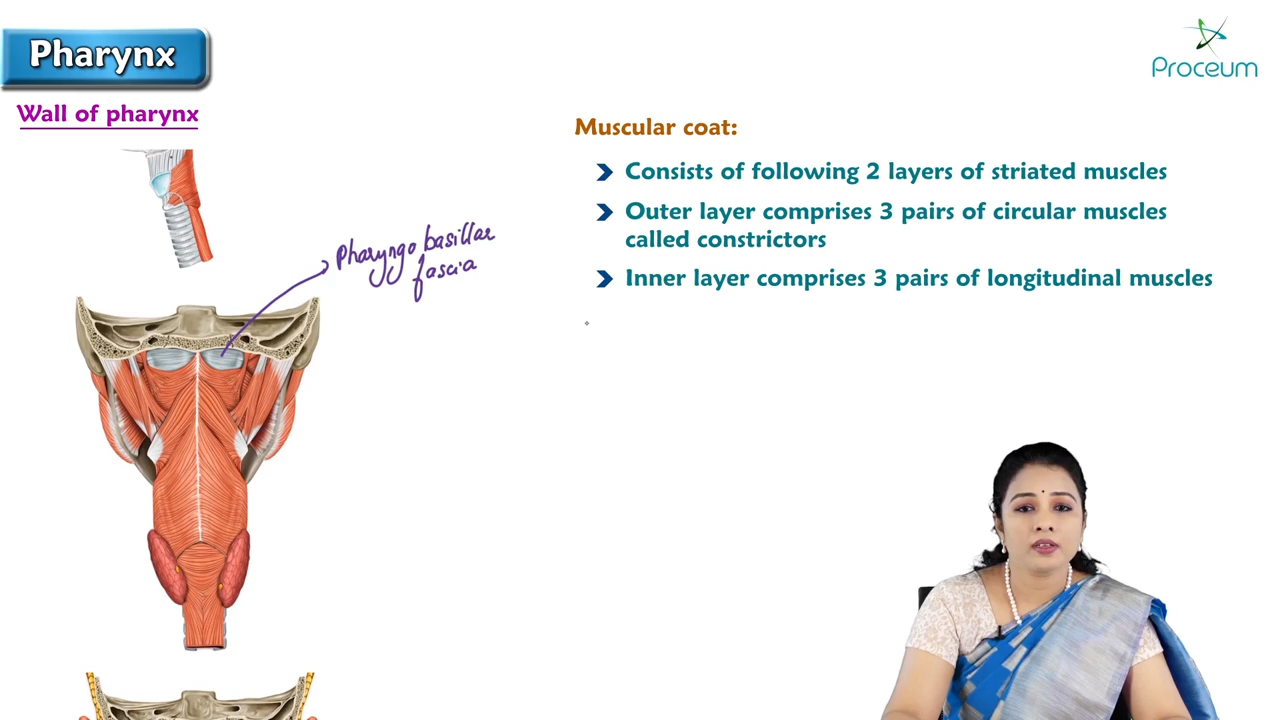 Pharynx
Proceum
Wall of pharynx
Muscular coat:
Consists of following 2 layers of striated muscles
Outer layer comprises 3 pairs of circular muscles
called constrictors
Inner layer comprises 3 pairs of longitudinal muscles
Pharyngo basillar
fascia